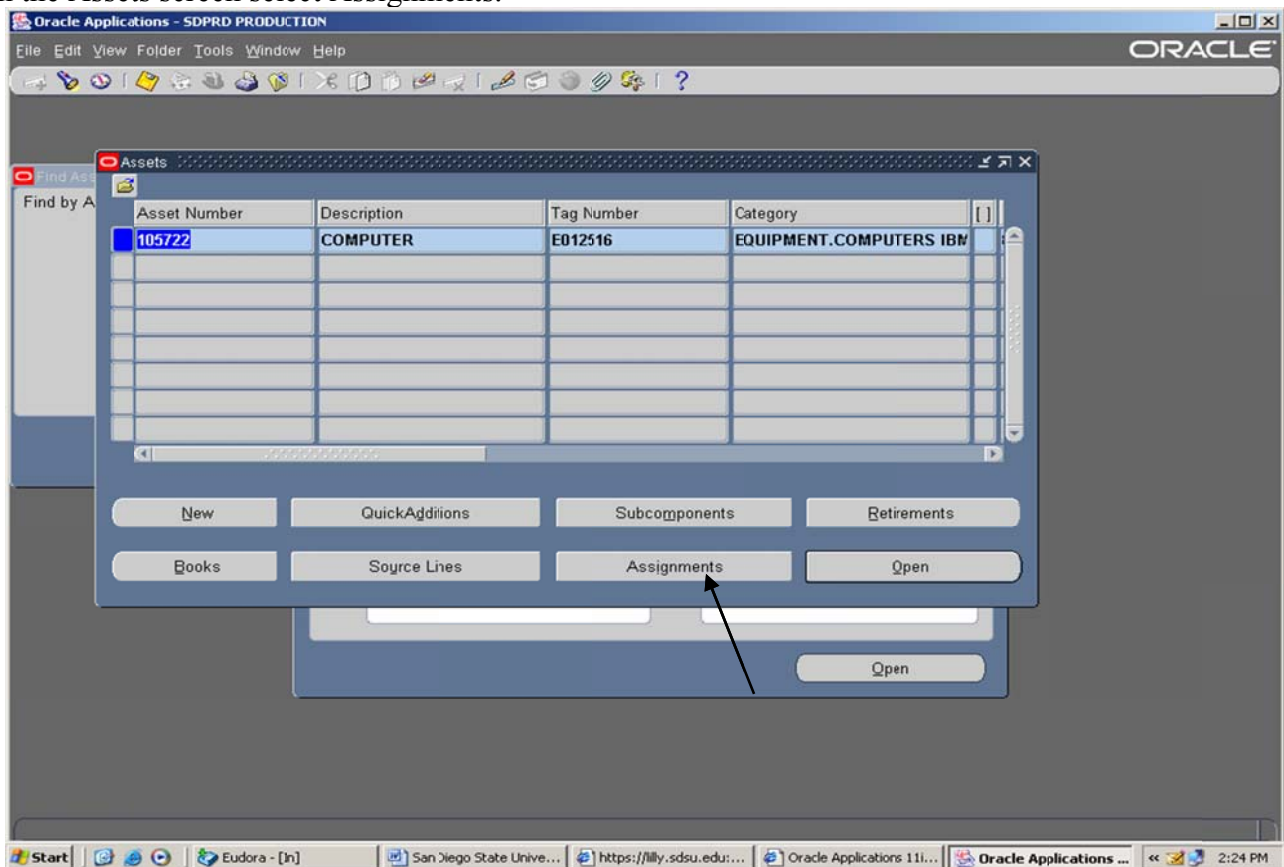 the Assets screen select Assignments.
Oracle Applications - SDPRD PRODUCTION
File Edit View Folder Tools Window Help
ORACLE
Assets
Find Ass
Find by A
Asset Number Description Tag Number Category [ ]
105722 COMPUTER E012516 EQUIPMENT.COMPUTERS IBM
New QuickAdditions Subcomponents Retirements
Books Source Lines Assignments Open
Open
Start Eudora - [In] San Diego State Unive... https://lilly.sdsu.edu:... Oracle Applications 11i... Oracle Applications ... « 2:24 PM